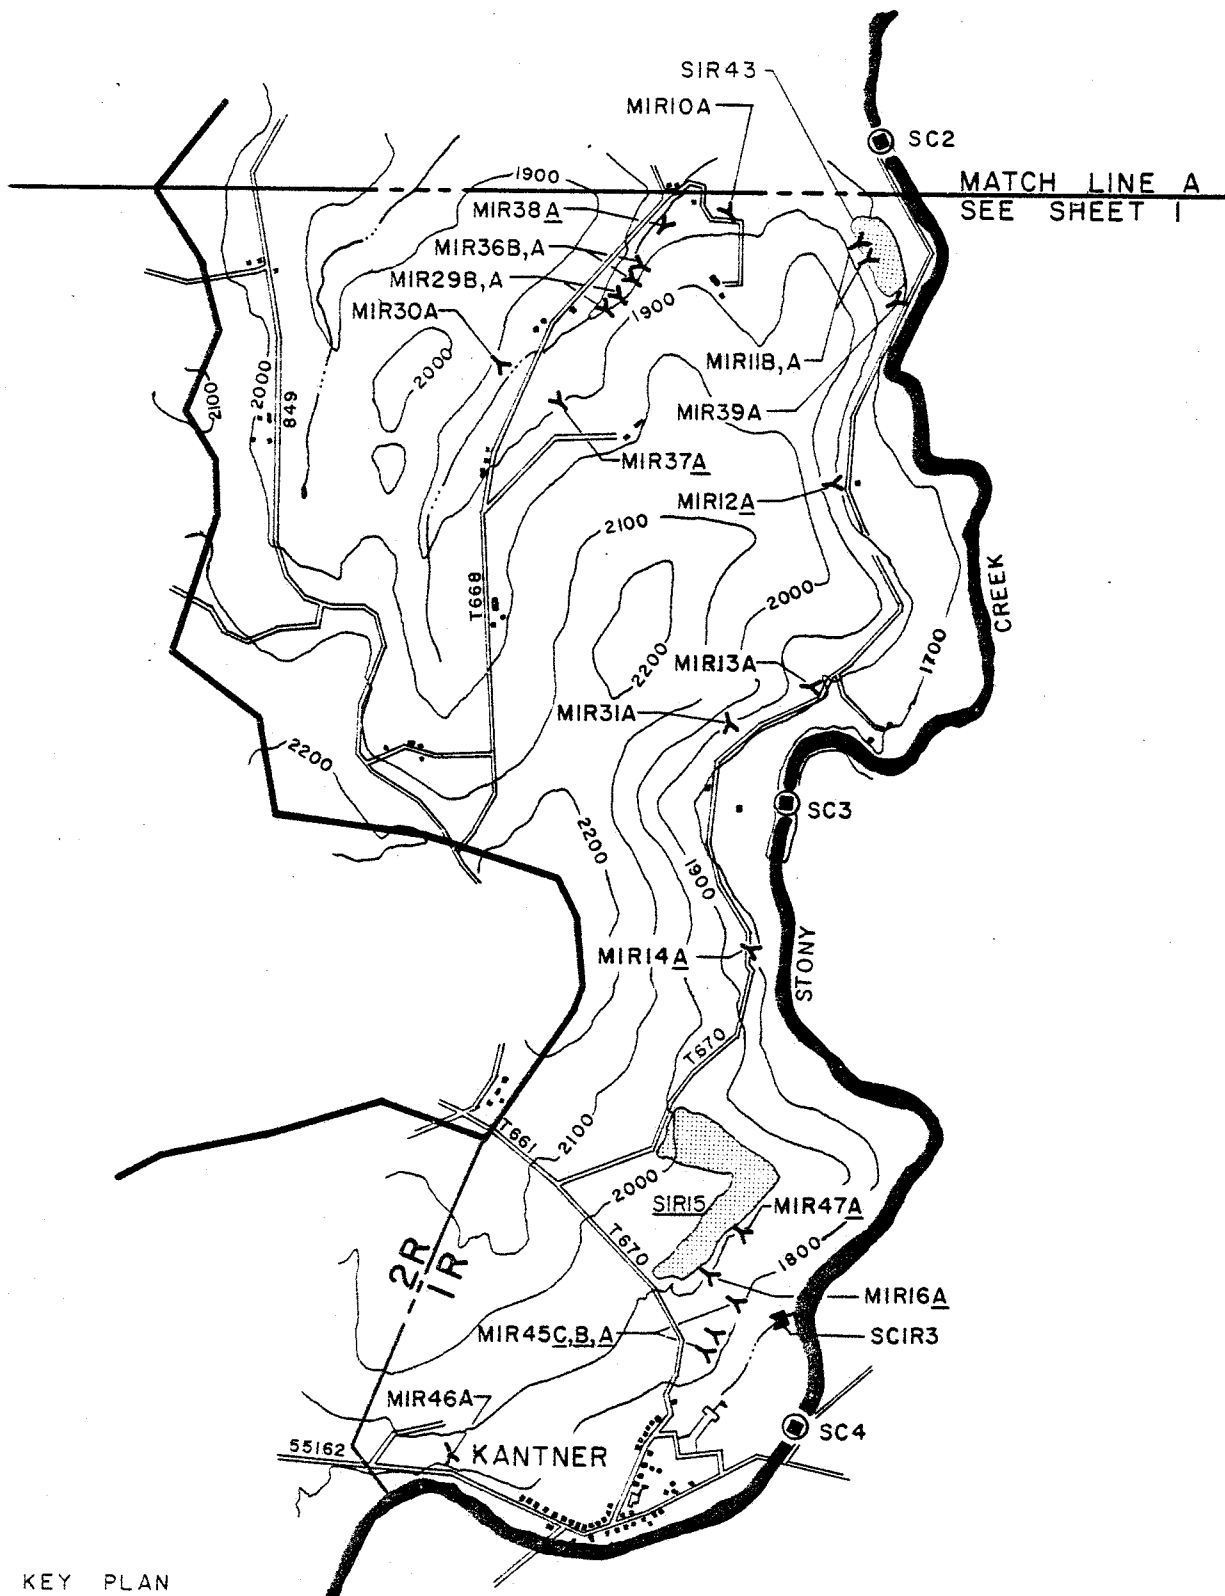 SIR43
MIR10A
SC2
MATCH LINE A
SEE SHEET 1
1900
MIR38A
MIR36B,A
MIR29B,A
MIR30A
1900
2000
2000
2100
849
MIR11B,A
MIR39A
MIR37A
MIR12A
2100
T668
2000
CREEK
2200
MIR13A
1700
MIR31A
2200
SC3
2200
1900
MIR14A
STONY
T670
T661
2100
2000
SIR15
MIR47A
T670
1800
2R
1R
MIR16A
MIR45C,B,A
SCIR3
MIR46A
SC4
55162
KANTNER
KEY PLAN